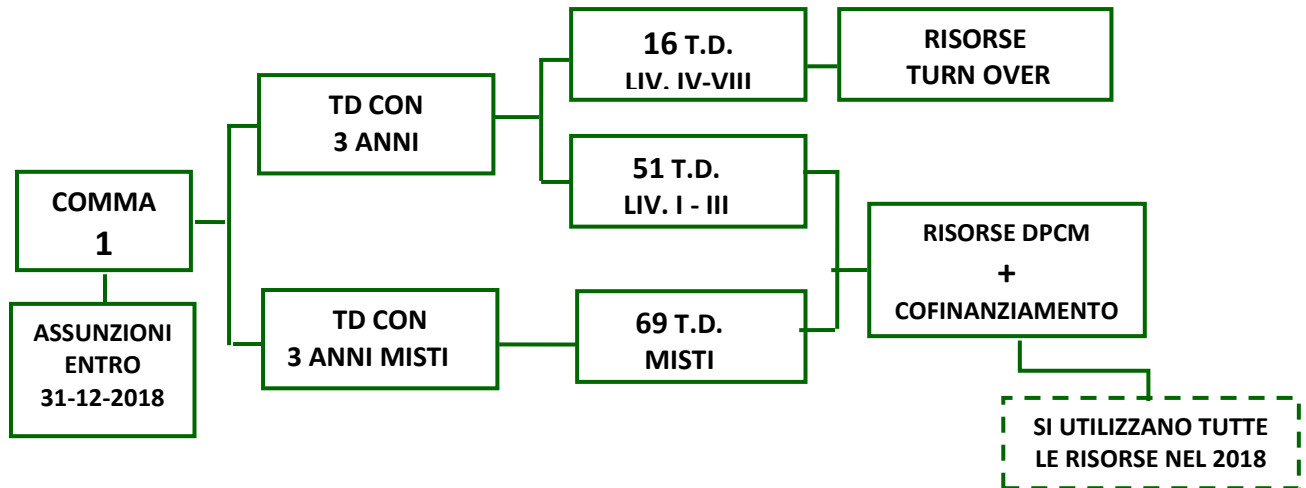 16 T.D.
LIV. IV-VIII
RISORSE
TURN OVER
TD CON
3 ANNI
51 T.D.
LIV. I - III
COMMA
1
RISORSE DPCM
+
COFINANZIAMENTO
TD CON
3 ANNI MISTI
69 T.D.
MISTI
ASSUNZIONI
ENTRO
31-12-2018
SI UTILIZZANO TUTTE
LE RISORSE NEL 2018